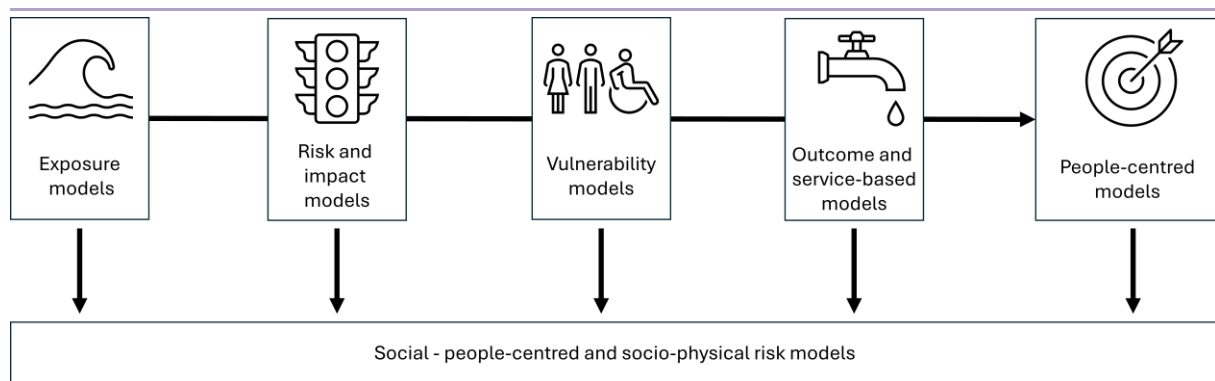 Exposure
models
Risk and
impact
models
Vulnerability
models
Outcome and
service-based
models
People-centred
models
Social - people-centred and socio-physical risk models